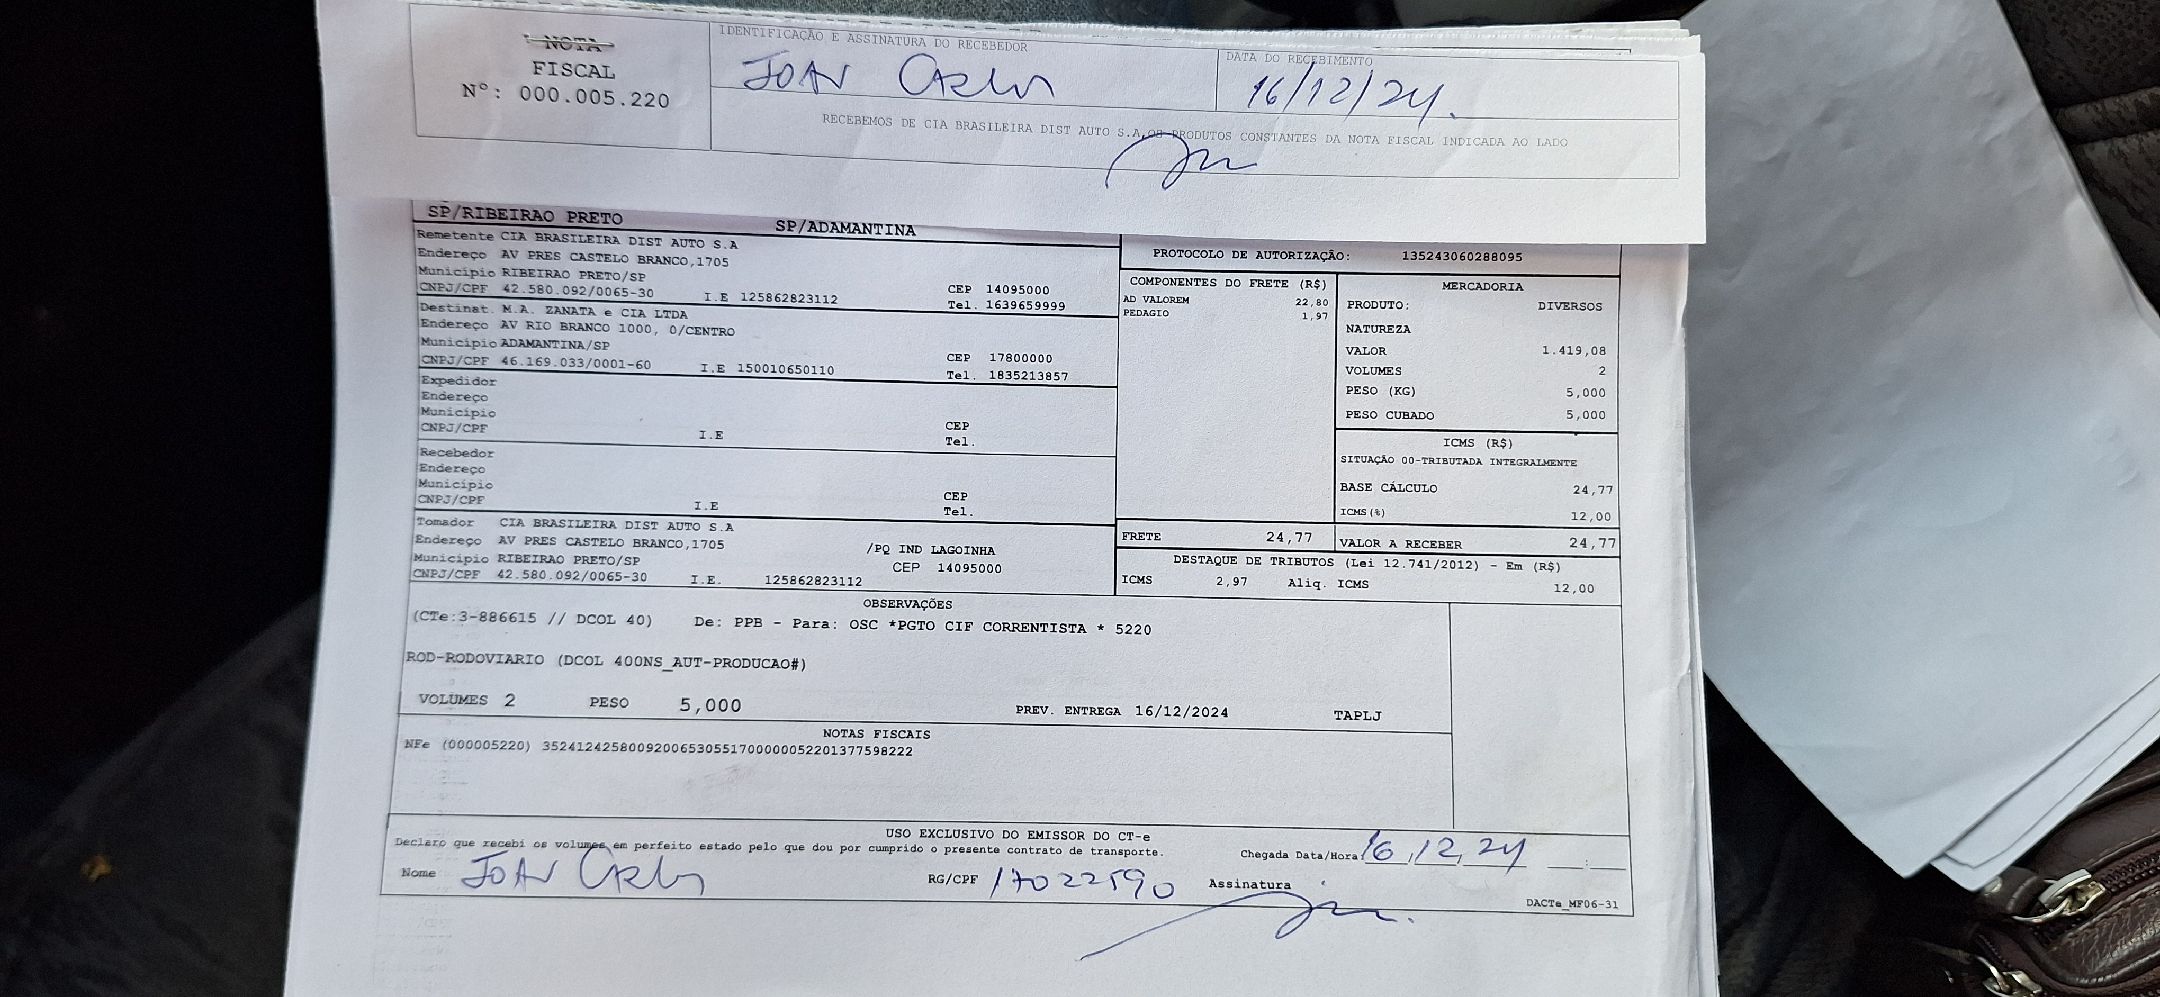 NOTA
FISCAL
Nº: 000.005.220
IDENTIFICAÇÃO E ASSINATURA DO RECEBEDOR
DATA DO RECEBIMENTO
16/12/24.
RECEBEMOS DE CIA BRASILEIRA DIST AUTO S.A, OS PRODUTOS CONSTANTES DA NOTA FISCAL INDICADA AO LADO
SP/RIBEIRAO PRETO SP/ADAMANTINA
Remetente CIA BRASILEIRA DIST AUTO S.A
Endereço AV PRES CASTELO BRANCO,1705
Município RIBEIRAO PRETO/SP
CEP 14095000
CNPJ/CPF 42.580.092/0065-30 I.E 125862823112 Tel. 1639659999
Destinat. M.A. ZANATA e CIA LTDA
Endereço AV RIO BRANCO 1000, 0/CENTRO
Município ADAMANTINA/SP
CEP 17800000
CNPJ/CPF 46.169.033/0001-60 I.E 150010650110 Tel. 1835213857
Expedidor
Endereço
Município
CEP
CNPJ/CPF I.E Tel.
Recebedor
Endereço
Município
CEP
CNPJ/CPF I.E Tel.
Tomador CIA BRASILEIRA DIST AUTO S.A
Endereço AV PRES CASTELO BRANCO,1705 /PQ IND LAGOINHA
Município RIBEIRAO PRETO/SP CEP 14095000
CNPJ/CPF 42.580.092/0065-30 I.E. 125862823112
PROTOCOLO DE AUTORIZAÇÃO: 135243060288095
COMPONENTES DO FRETE (R$)
AD VALOREM 22,80
PEDAGIO 1,97
MERCADORIA
PRODUTO: DIVERSOS
NATUREZA
VALOR 1.419,08
VOLUMES 2
PESO (KG) 5,000
PESO CUBADO 5,000
ICMS (R$)
SITUAÇÃO 00-TRIBUTADA INTEGRALMENTE
BASE CÁLCULO 24,77
ICMS(%) 12,00
FRETE 24,77 VALOR A RECEBER 24,77
DESTAQUE DE TRIBUTOS (Lei 12.741/2012) - Em (R$)
ICMS 2,97 Aliq. ICMS 12,00
OBSERVAÇÕES
(CTe:3-886615 // DCOL 40) De: PPB - Para: OSC *PGTO CIF CORRENTISTA * 5220
ROD-RODOVIARIO (DCOL 400NS_AUT-PRODUCAO#)
VOLUMES 2 PESO 5,000 PREV. ENTREGA 16/12/2024 TAPLJ
NOTAS FISCAIS
NFe (000005220) 35241242580092006530551700000052201377598222
USO EXCLUSIVO DO EMISSOR DO CT-e
Declaro que recebi os volumes em perfeito estado pelo que dou por cumprido o presente contrato de transporte. Chegada Data/Hora 16,12,24 :
Nome RG/CPF 17022590 Assinatura
DACTe_MF06-31